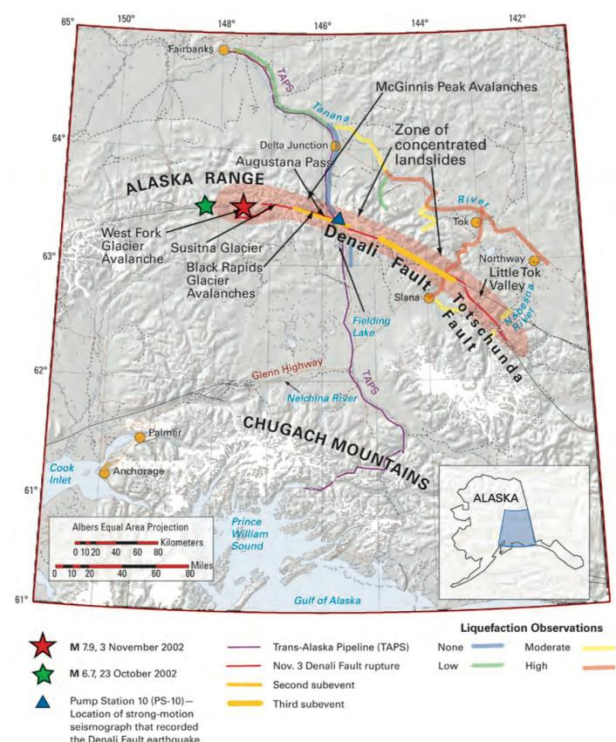 65°
150°
148°
146°
144°
142°
65°
Fairbanks
TAPS
McGinnis Peak Avalanches
Tanana
64°
Delta Junction
Zone of
concentrated
landslides
Augustana Pass
ALASKA RANGE
River
West Fork
Glacier
Avalanche
Susitna Glacier
Black Rapids
Glacier
Avalanches
Tok
63°
Denali Fault
Northway
Little Tok
Valley
Slana
Totschunda
Fault
Nabesna
River
Fielding
Lake
62°
Glenn Highway
TAPS
Nelchina River
Palmer
CHUGACH MOUNTAINS
Cook
Inlet
Anchorage
61°
ALASKA
Albers Equal Area Projection
0 10 20 40 60 80
Kilometers
Miles
0 10 20 40 60 80
Prince
William
Sound
Gulf of Alaska
61°
M 7.9, 3 November 2002
M 6.7, 23 October 2002
Pump Station 10 (PS-10)—
Location of strong-motion
seismograph that recorded
the Denali Fault earthquake
Trans-Alaska Pipeline (TAPS)
Nov. 3 Denali Fault rupture
Second subevent
Third subevent
Liquefaction Observations
None
Moderate
Low
High